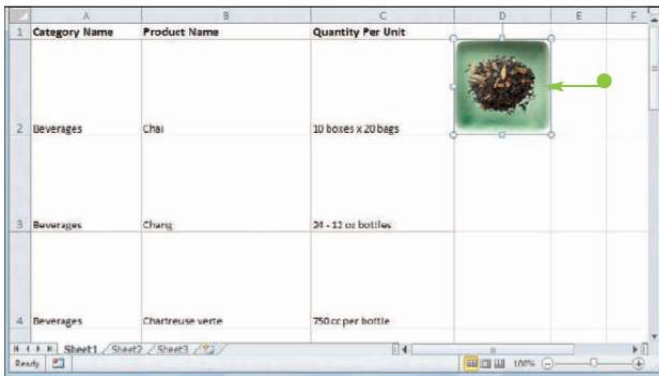 A B C D E F
1 Category Name Product Name Quantity Per Unit
2 Beverages Chai 10 boxes x 20 bags
3 Beverages Chang 24 - 12 oz bottles
4 Beverages Chartreuse verte 750 cc per bottle
Sheet1 Sheet2 Sheet3
Ready 100%